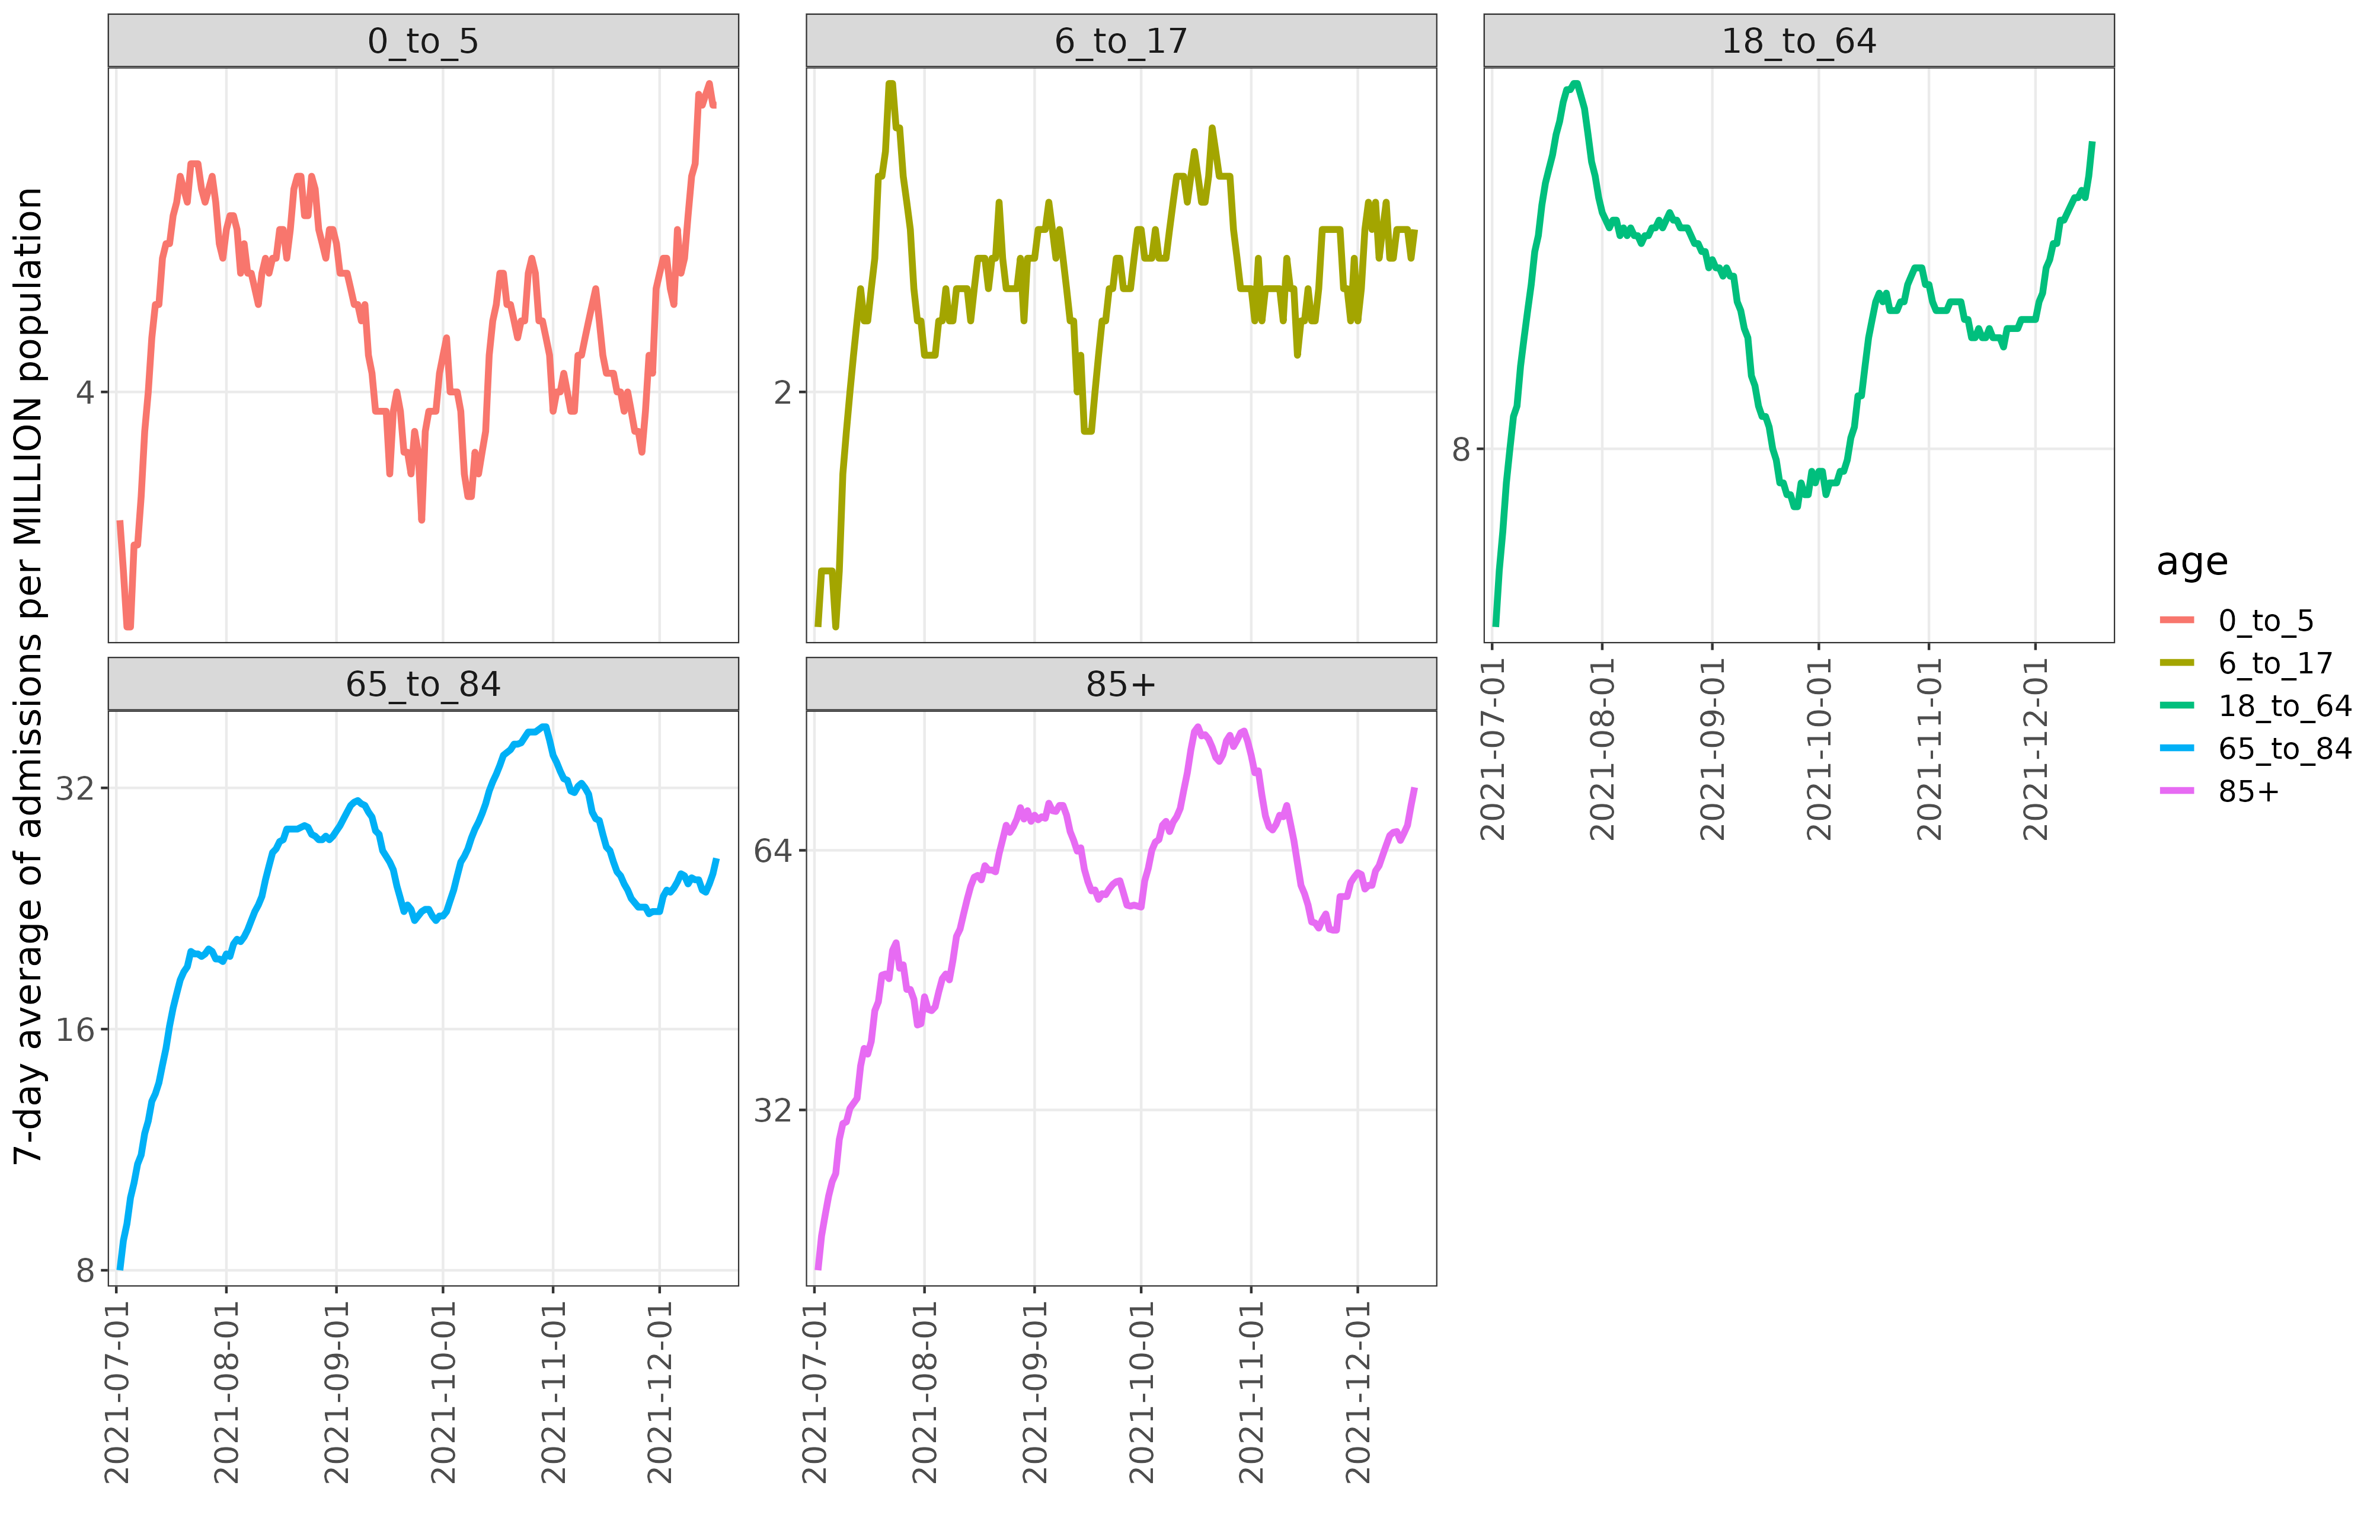 7-day average of admissions per MILLION population
0_to_5
6_to_17
18_to_64
4
2
8
2021-07-01
2021-08-01
2021-09-01
2021-10-01
2021-11-01
2021-12-01
65_to_84
85+
32
16
8
64
32
2021-07-01
2021-08-01
2021-09-01
2021-10-01
2021-11-01
2021-12-01
2021-07-01
2021-08-01
2021-09-01
2021-10-01
2021-11-01
2021-12-01
age
0_to_5
6_to_17
18_to_64
65_to_84
85+